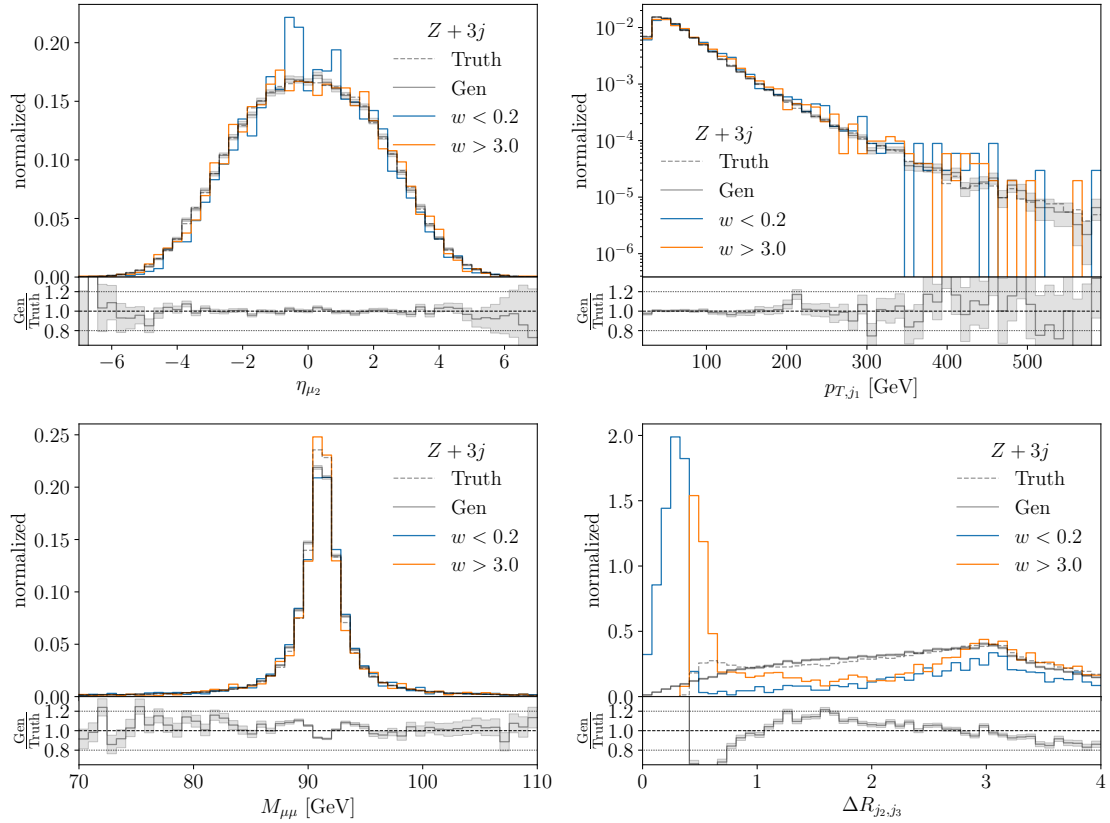 normalized
0.00
0.05
0.10
0.15
0.20
Z + 3j
Truth
Gen
w < 0.2
w > 3.0
Gen
Truth
0.8
1.0
1.2
−6 −4 −2 0 2 4 6
η_{μ_2}
normalized
10^{−2}
10^{−3}
10^{−4}
10^{−5}
10^{−6}
Z + 3j
Truth
Gen
w < 0.2
w > 3.0
Gen
Truth
0.8
1.0
1.2
100 200 300 400 500
p_{T,j_1} [GeV]
normalized
0.00
0.05
0.10
0.15
0.20
0.25
Z + 3j
Truth
Gen
w < 0.2
w > 3.0
Gen
Truth
0.8
1.0
1.2
70 80 90 100 110
M_{μμ} [GeV]
normalized
0.0
0.5
1.0
1.5
2.0
Z + 3j
Truth
Gen
w < 0.2
w > 3.0
Gen
Truth
0.8
1.0
1.2
0 1 2 3 4
ΔR_{j_2,j_3}